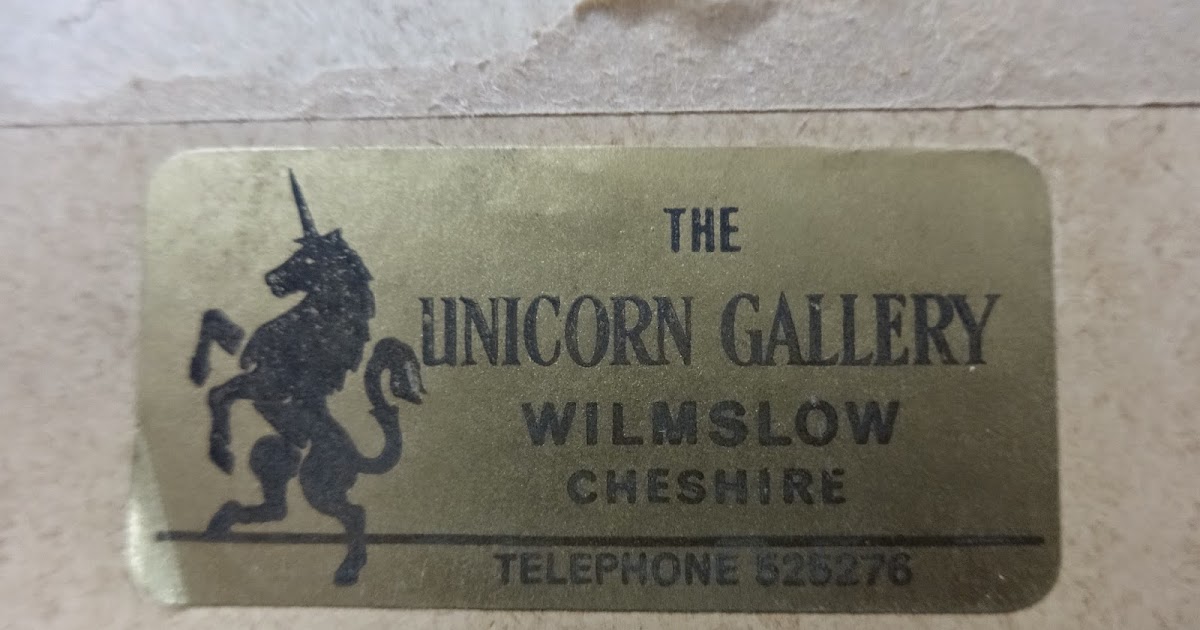 THE
UNICORN GALLERY
WILMSLOW
CHESHIRE
TELEPHONE 526276